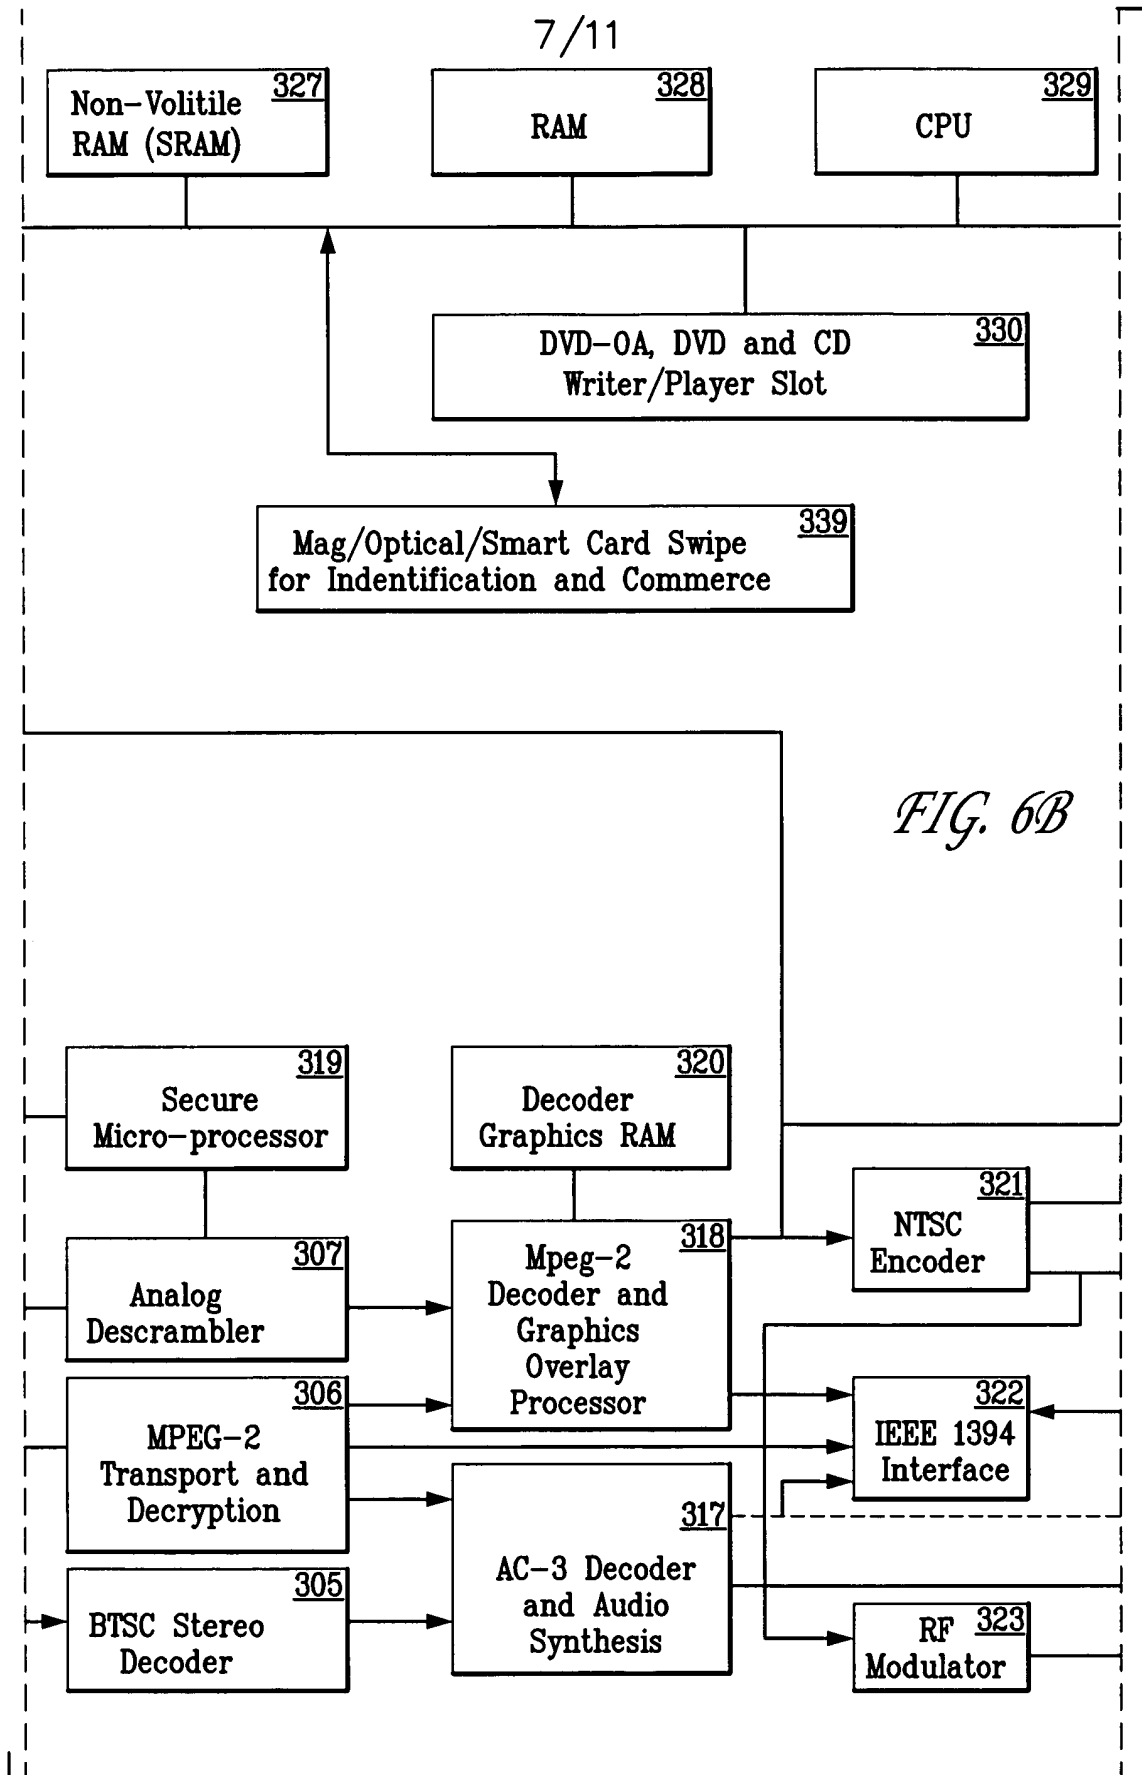 7/11
327
Non-Volitile
RAM (SRAM)
328
RAM
329
CPU
330
DVD-OA, DVD and CD
Writer/Player Slot
339
Mag/Optical/Smart Card Swipe
for Indentification and Commerce
FIG. 6B
319
Secure
Micro-processor
320
Decoder
Graphics RAM
321
NTSC
Encoder
307
Analog
Descrambler
318
Mpeg-2
Decoder and
Graphics
Overlay
Processor
306
MPEG-2
Transport and
Decryption
322
IEEE 1394
Interface
317
AC-3 Decoder
and Audio
Synthesis
305
BTSC Stereo
Decoder
323
RF
Modulator